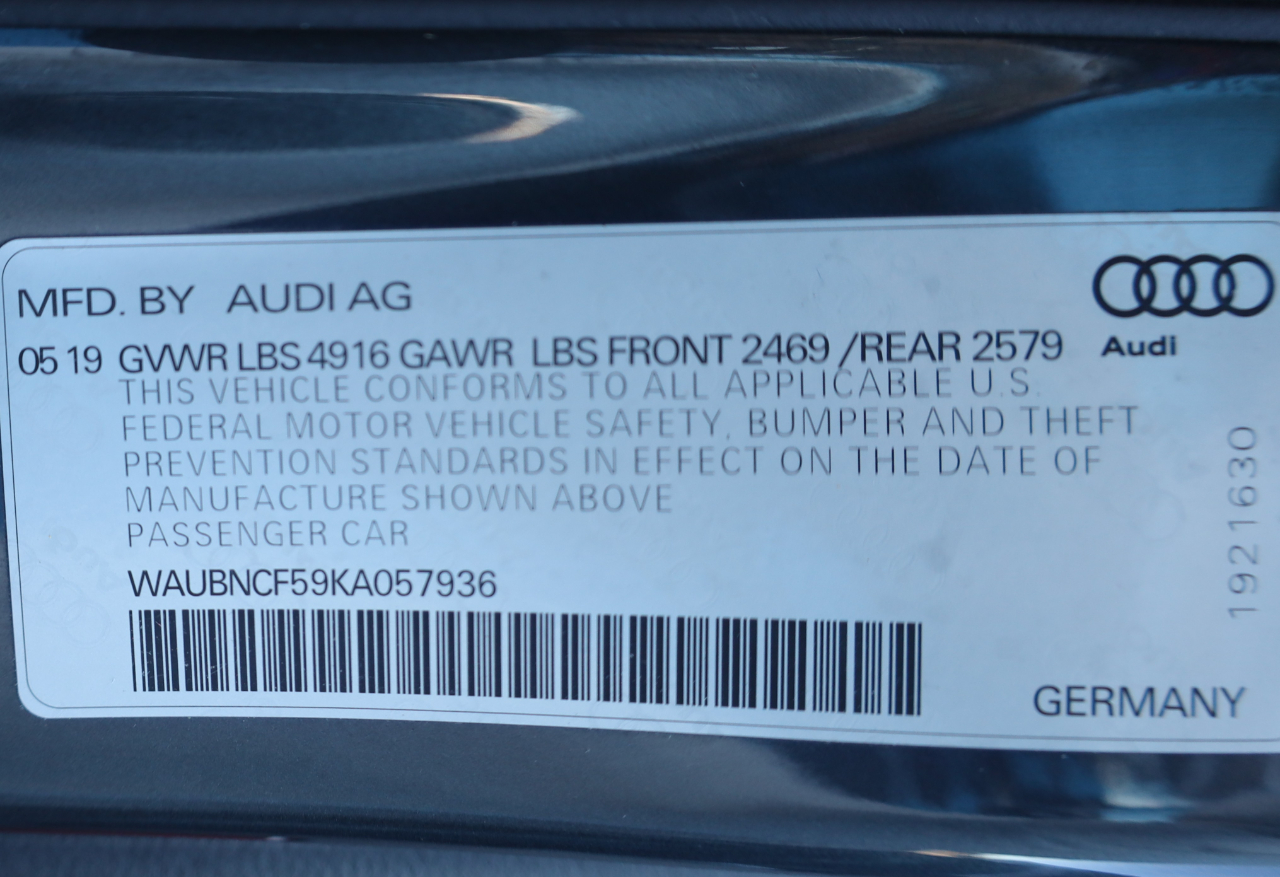 MFD. BY AUDI AG
05 19 GVWR LBS 4916 GAWR LBS FRONT 2469 /REAR 2579
Audi
THIS VEHICLE CONFORMS TO ALL APPLICABLE U.S.
FEDERAL MOTOR VEHICLE SAFETY, BUMPER AND THEFT
PREVENTION STANDARDS IN EFFECT ON THE DATE OF
MANUFACTURE SHOWN ABOVE
PASSENGER CAR
WAUBNCF59KA057936
1921630
GERMANY